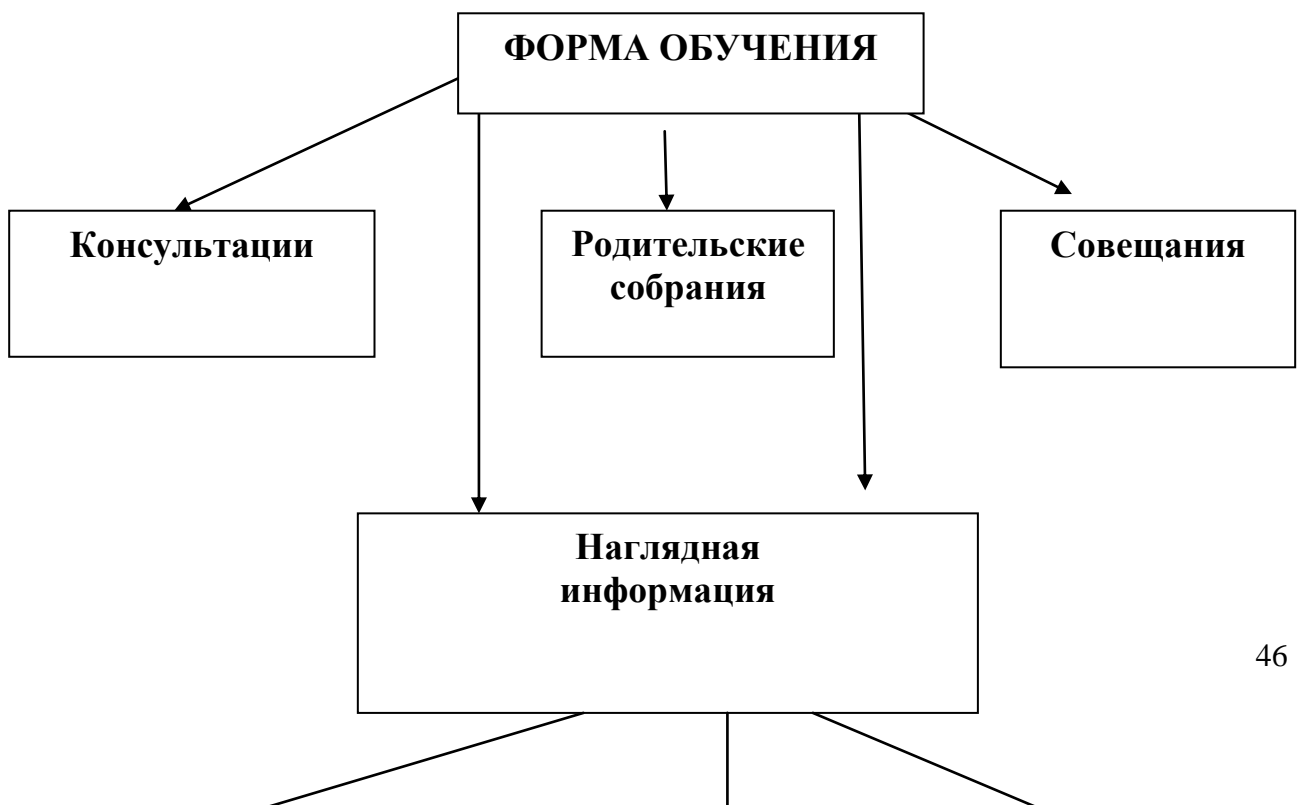 ФОРМА ОБУЧЕНИЯ
Консультации
Родительские
собрания
Совещания
Наглядная
информация
46